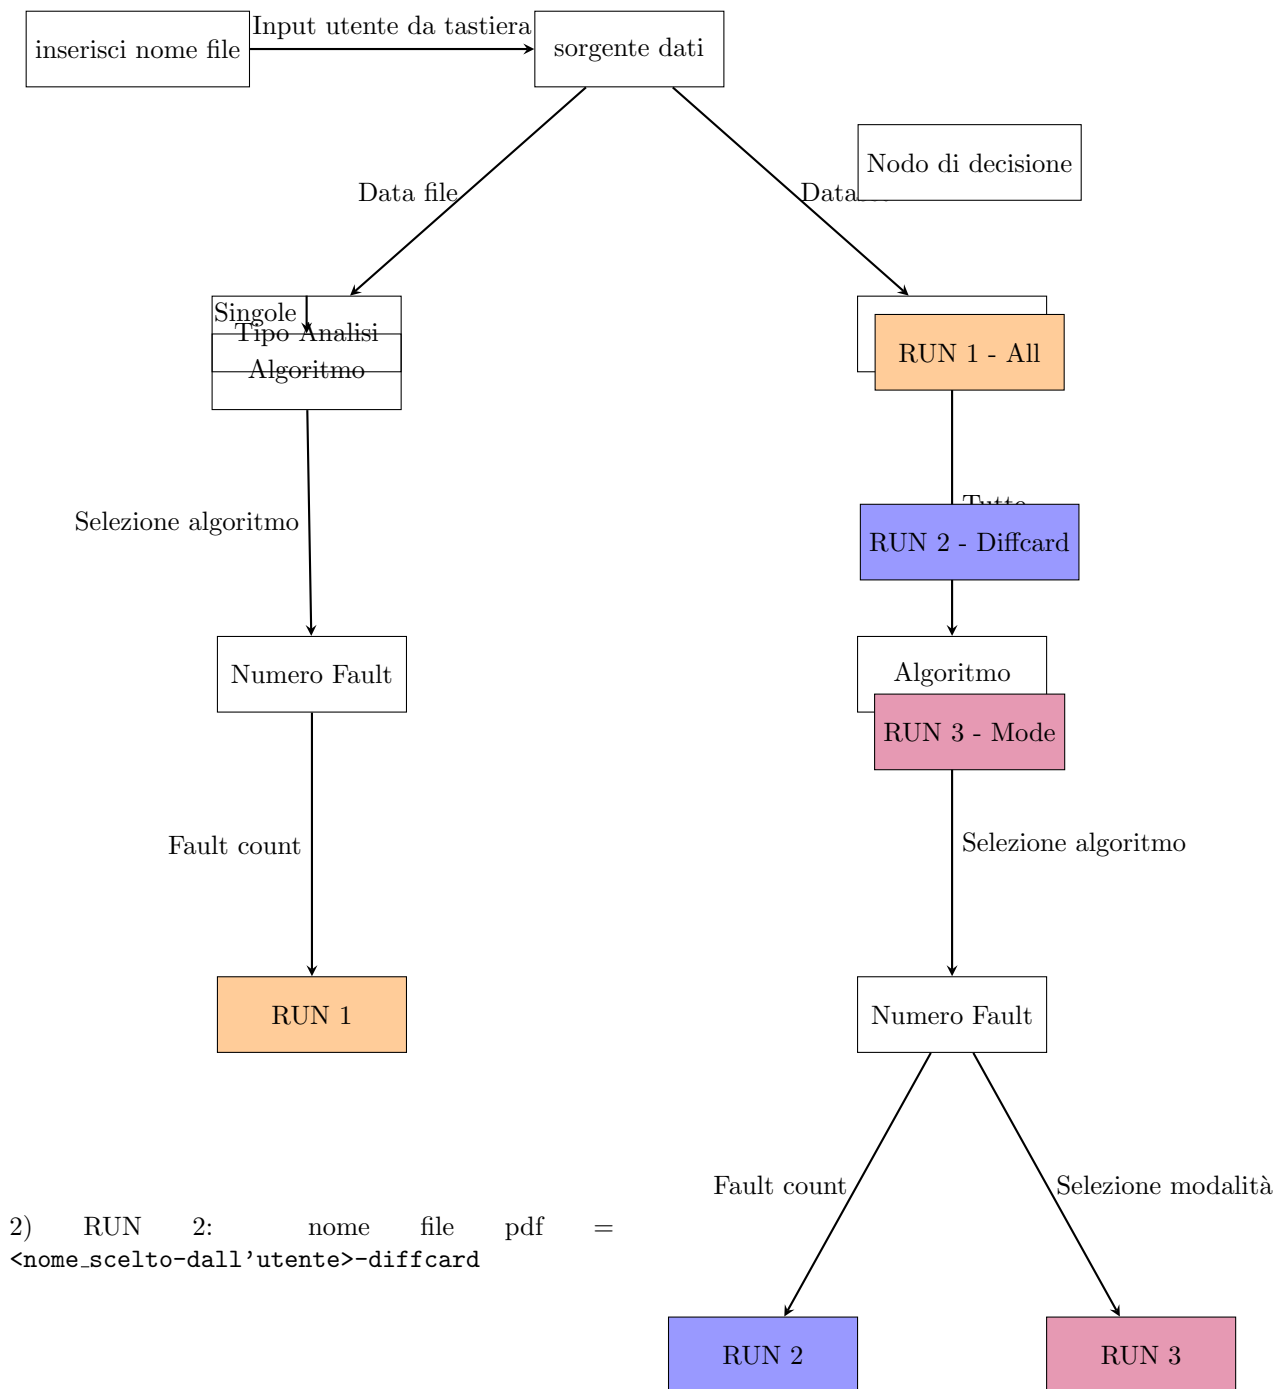 inserisci nome file
Input utente da tastiera
sorgente dati
Nodo di decisione
Data file
Singole
Tipo Analisi
Algoritmo
RUN 1 - All
Selezione algoritmo
Tutto
RUN 2 - Diffcard
Numero Fault
Algoritmo
RUN 3 - Mode
Fault count
Selezione algoritmo
RUN 1
Numero Fault
Fault count
Selezione modalità
2) RUN 2: nome file pdf =
<nome_scelto-dall'utente>-diffcard
RUN 2
RUN 3